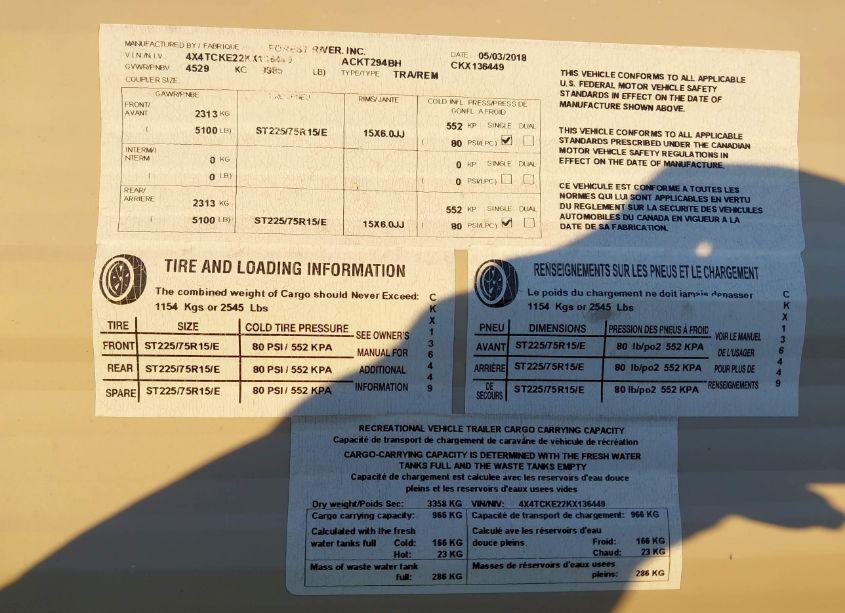 MANUFACTURED BY / FABRIQUE FOREST RIVER, INC. DATE 05/03/2018
V.I.N./N.I.V. 4X4TCKE22KX136449 ACKT294BH CKX136449
GVWR/PNBV 4529 KG 9985 LB) TYPE/TYPE TRA/REM
COUPLER SIZE
GAWR/PNBE RIMS/JANTE COLD INFL. PRESS/PRESS DE
GONFL A FROID
FRONT/
AVANT 2313 KG 552 KP SINGLE DUAL
( 5100 LB) ST225/75R15/E 15X6.0JJ ( 80 PSI/LPC)
INTERM/I
NTERM 0 KG 0 KP SINGLE DUAL
( 0 LB) ( 0 PSI/LPC)
REAR/
ARRIERE 2313 KG 552 KP SINGLE DUAL
( 5100 LB) ST225/75R15/E 15X6.0JJ ( 80 PSI/LPC)
THIS VEHICLE CONFORMS TO ALL APPLICABLE
U.S. FEDERAL MOTOR VEHICLE SAFETY
STANDARDS IN EFFECT ON THE DATE OF
MANUFACTURE SHOWN ABOVE.
THIS VEHICLE CONFORMS TO ALL APPLICABLE
STANDARDS PRESCRIBED UNDER THE CANADIAN
MOTOR VEHICLE SAFETY REGULATIONS IN
EFFECT ON THE DATE OF MANUFACTURE.
CE VEHICULE EST CONFORME A TOUTES LES
NORMES QUI LUI SONT APPLICABLES EN VERTU
DU REGLEMENT SUR LA SECURITE DES VEHICULES
AUTOMOBILES DU CANADA EN VIGUEUR A LA
DATE DE SA FABRICATION.
TIRE AND LOADING INFORMATION
The combined weight of Cargo should Never Exceed:
1154 Kgs or 2545 Lbs
TIRE SIZE COLD TIRE PRESSURE
FRONT ST225/75R15/E 80 PSI / 552 KPA
REAR ST225/75R15/E 80 PSI / 552 KPA
SPARE ST225/75R15/E 80 PSI / 552 KPA
SEE OWNER'S
MANUAL FOR
ADDITIONAL
INFORMATION
CKX136449
RENSEIGNEMENTS SUR LES PNEUS ET LE CHARGEMENT
Le poids du chargement ne doit jamais depasser
1154 Kgs or 2545 Lbs
PNEU DIMENSIONS PRESSION DES PNEUS À FROID
AVANT ST225/75R15/E 80 lb/po2 552 KPA
ARRIÈRE ST225/75R15/E 80 lb/po2 552 KPA
DE
SECOURS ST225/75R15/E 80 lb/po2 552 KPA
VOIR LE MANUEL
DE L'USAGER
POUR PLUS DE
RENSEIGNEMENTS
CKX136449
RECREATIONAL VEHICLE TRAILER CARGO CARRYING CAPACITY
Capacité de transport de chargement de caravane de véhicule de récréation
CARGO-CARRYING CAPACITY IS DETERMINED WITH THE FRESH WATER
TANKS FULL AND THE WASTE TANKS EMPTY
Capacité de chargement est calculee avec les reservoirs d'eau douce
pleins et les reservoirs d'eaux usees vides
Dry weight/Poids Sec: 3358 KG VIN/NIV: 4X4TCKE22KX136449
Cargo carrying capacity: 966 KG
Calculated with the fresh
water tanks full Cold: 166 KG
Hot: 23 KG
Mass of waste water tank
full: 286 KG
Capacité de transport de chargement: 966 KG
Calculé ave les réservoirs d'eau
douce pleins. Froid: 166 KG
Chaud: 23 KG
Masses de réservoirs d'eaux usees
pleins: 286 KG